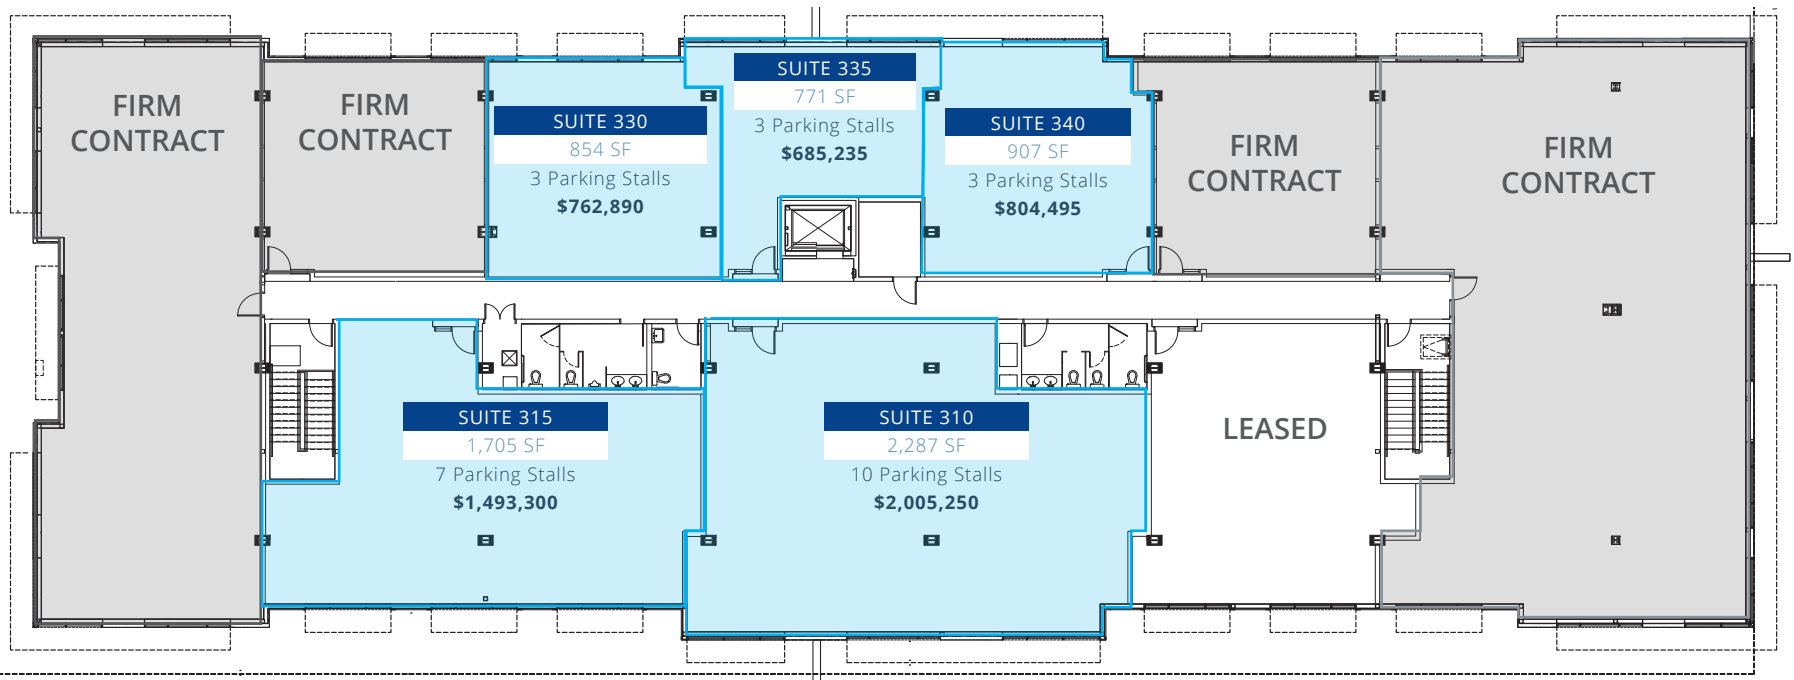 FIRM
CONTRACT
FIRM
CONTRACT
SUITE 330
854 SF
3 Parking Stalls
$762,890
SUITE 335
771 SF
3 Parking Stalls
$685,235
SUITE 340
907 SF
3 Parking Stalls
$804,495
FIRM
CONTRACT
FIRM
CONTRACT
SUITE 315
1,705 SF
7 Parking Stalls
$1,493,300
SUITE 310
2,287 SF
10 Parking Stalls
$2,005,250
LEASED